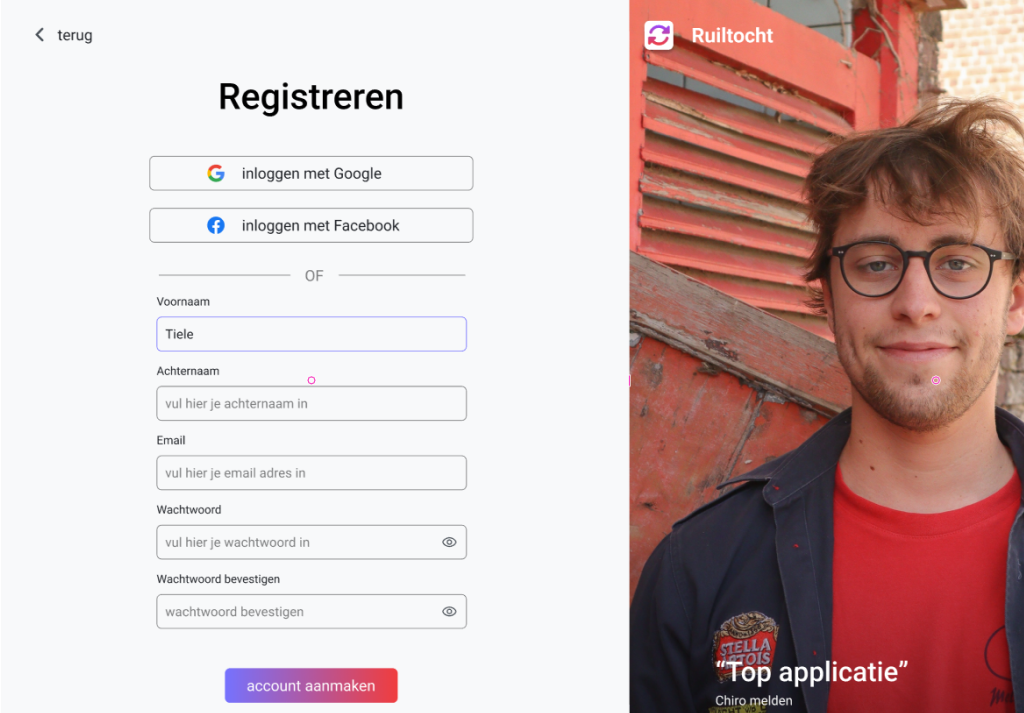 terug
Registreren
inloggen met Google
inloggen met Facebook
OF
Voornaam
Tiele
Achternaam
vul hier je achternaam in
Email
vul hier je email adres in
Wachtwoord
vul hier je wachtwoord in
Wachtwoord bevestigen
wachtwoord bevestigen
account aanmaken
Ruiltocht
STELLA
“Top applicatie”
Chiro melden